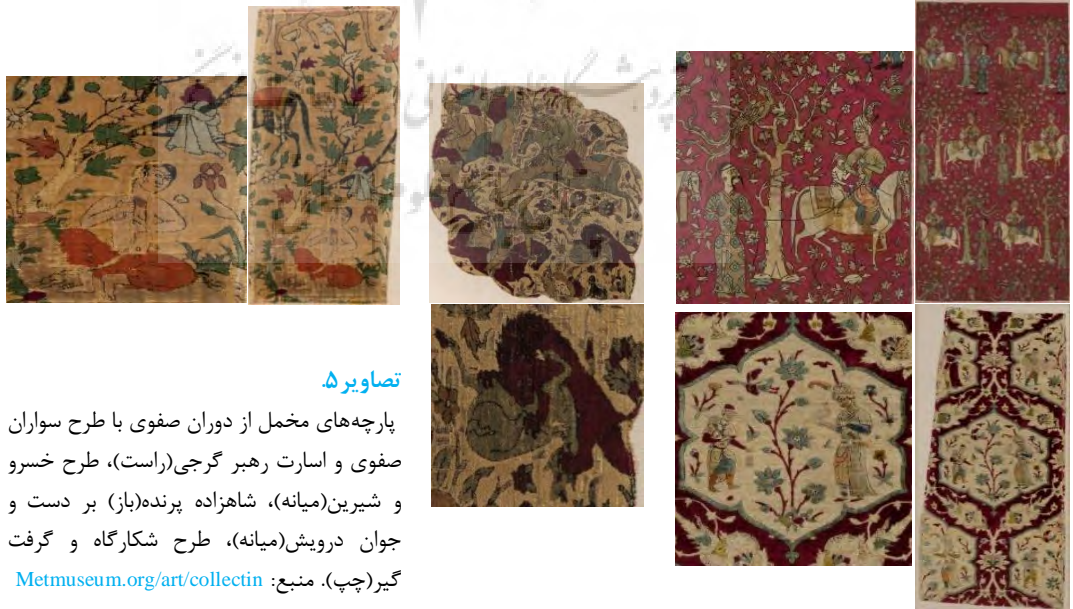 تصاویر ۵.
پارچه‌های مخمل از دوران صفوی با طرح سواران
صفوی و اسارت رهبر گرجی(راست)، طرح خسرو
و شیرین(میانه)، شاهزاده پرنده(باز) بر دست و
جوان درویش(میانه)، طرح شکارگاه و گرفت
گیر(چپ). منبع: Metmuseum.org/art/collectin